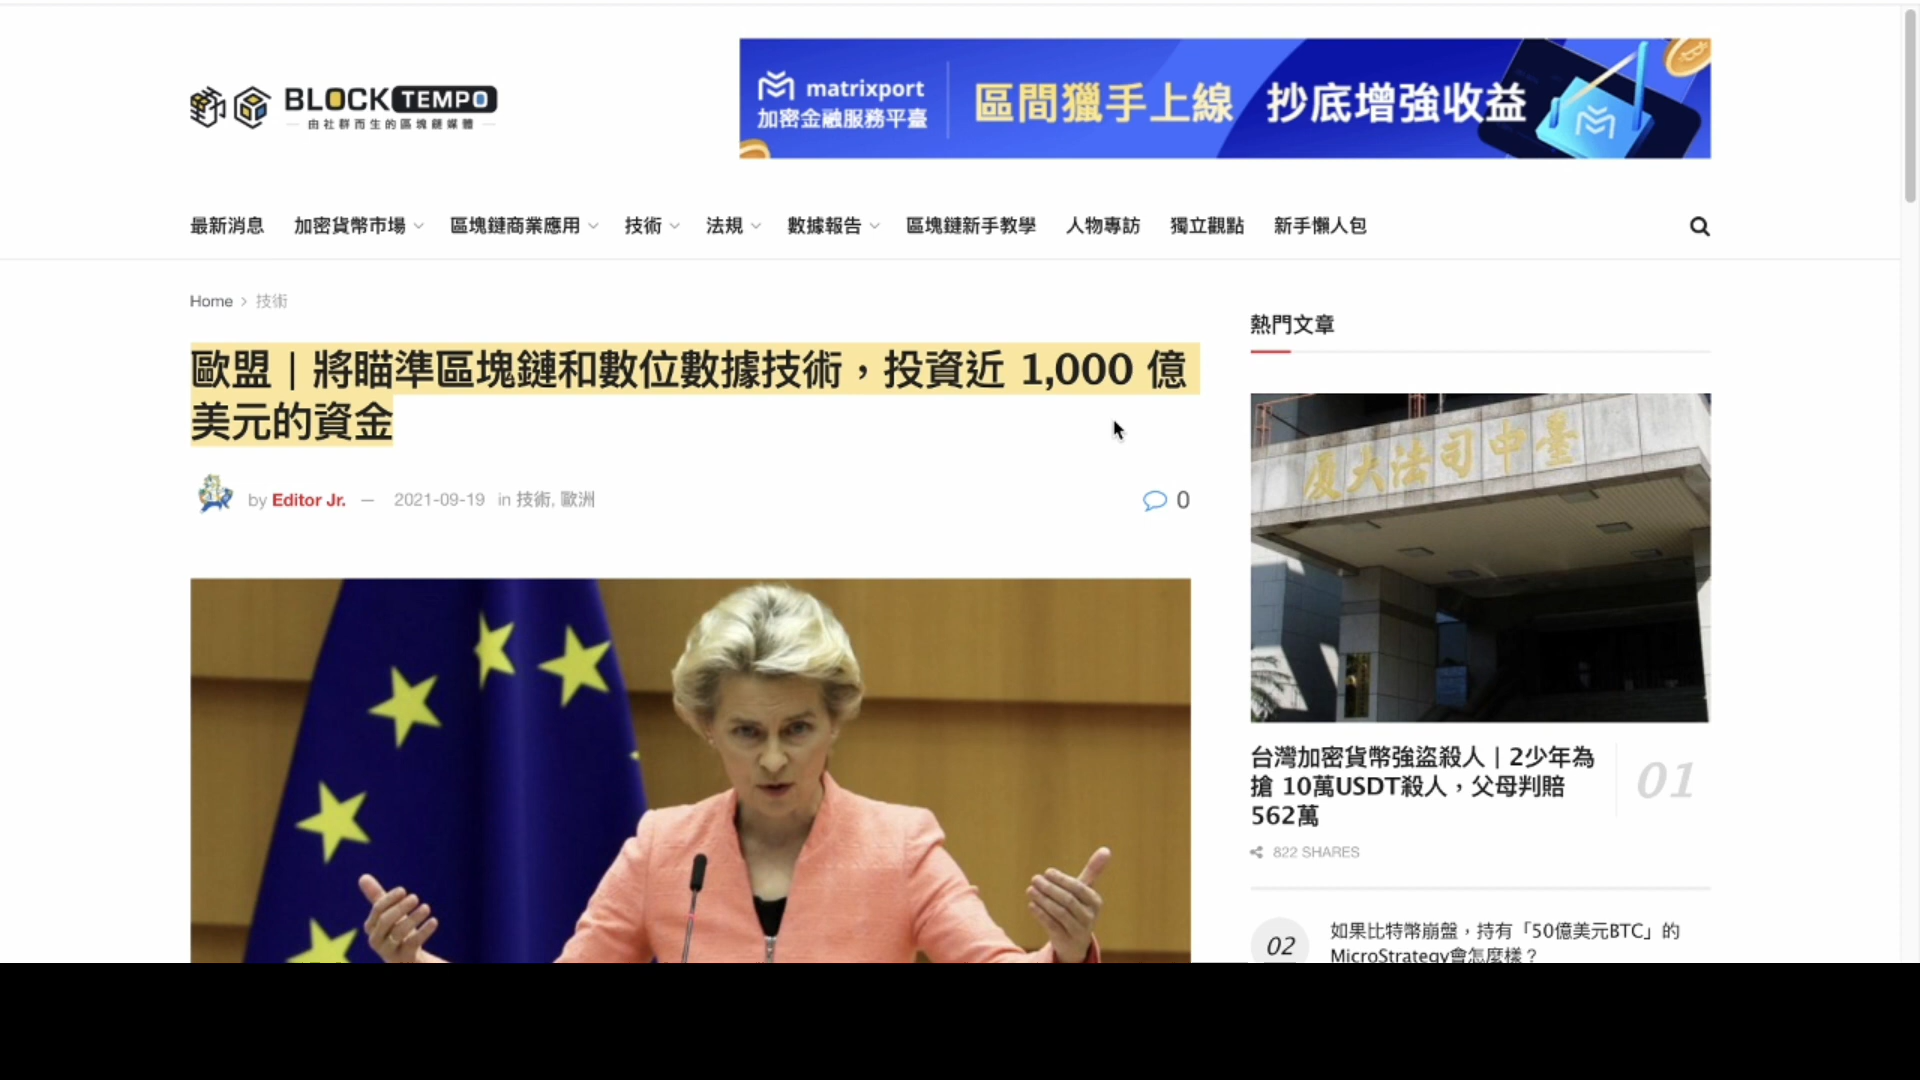 BLOCK TEMPO
由社群而生的區塊鏈媒體
matrixport
加密金融服務平臺
區間獵手上線 抄底增強收益
最新消息 加密貨幣市場 區塊鏈商業應用 技術 法規 數據報告 區塊鏈新手教學 人物專訪 獨立觀點 新手懶人包
Home > 技術
歐盟 | 將瞄準區塊鏈和數位數據技術，投資近 1,000 億
美元的資金
by Editor Jr. — 2021-09-19 in 技術, 歐洲
0
熱門文章
臺中司法大廈
台灣加密貨幣強盜殺人 | 2少年為
搶 10萬USDT殺人，父母判賠
562萬
01
822 SHARES
02
如果比特幣崩盤，持有「50億美元BTC」的
MicroStrategy會怎麼樣？